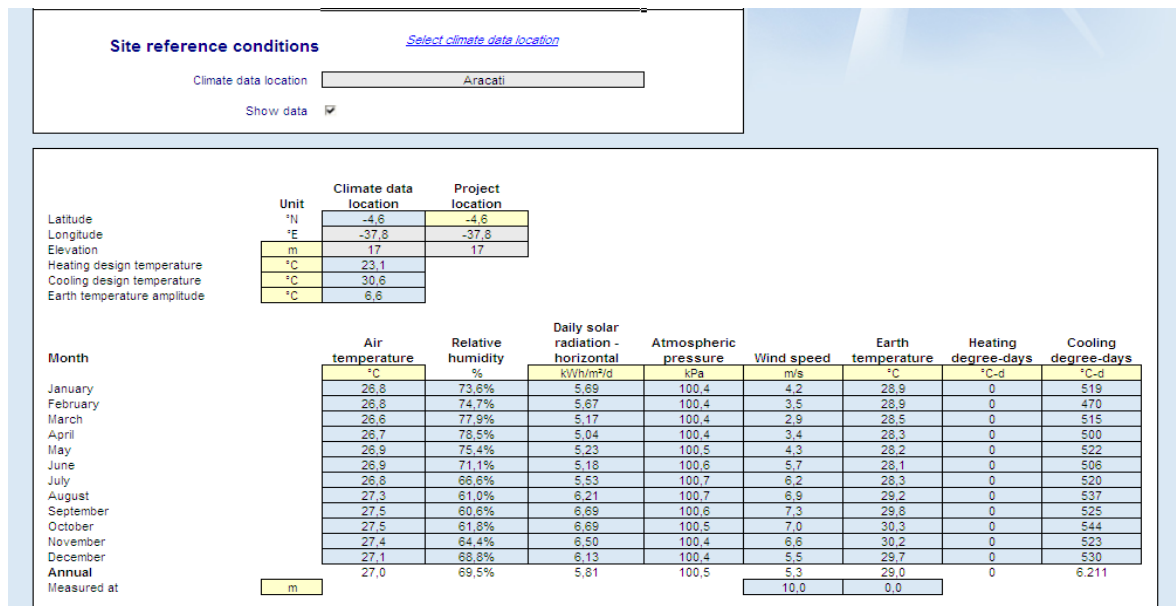 Site reference conditions Select climate data location
Climate data location Aracati
Show data
Climate data Project
Unit location location
Latitude °N -4,6 -4,6
Longitude °E -37,8 -37,8
Elevation m 17 17
Heating design temperature °C 23,1
Cooling design temperature °C 30,6
Earth temperature amplitude °C 6,6
Daily solar
Air Relative radiation - Atmospheric Earth Heating Cooling
Month temperature humidity horizontal pressure Wind speed temperature degree-days degree-days
°C % kWh/m²/d kPa m/s °C °C-d °C-d
January 26,8 73,6% 5,69 100,4 4,2 28,9 0 519
February 26,8 74,7% 5,67 100,4 3,5 28,9 0 470
March 26,6 77,9% 5,17 100,4 2,9 28,5 0 515
April 26,7 78,5% 5,04 100,4 3,4 28,3 0 500
May 26,9 75,4% 5,23 100,5 4,3 28,2 0 522
June 26,9 71,1% 5,18 100,6 5,7 28,1 0 506
July 26,8 66,6% 5,53 100,7 6,2 28,3 0 520
August 27,3 61,0% 6,21 100,7 6,9 29,2 0 537
September 27,5 60,6% 6,69 100,6 7,3 29,8 0 525
October 27,5 61,8% 6,69 100,5 7,0 30,3 0 544
November 27,4 64,4% 6,50 100,4 6,6 30,2 0 523
December 27,1 68,8% 6,13 100,4 5,5 29,7 0 530
Annual 27,0 69,5% 5,81 100,5 5,3 29,0 0 6.211
Measured at m 10,0 0,0